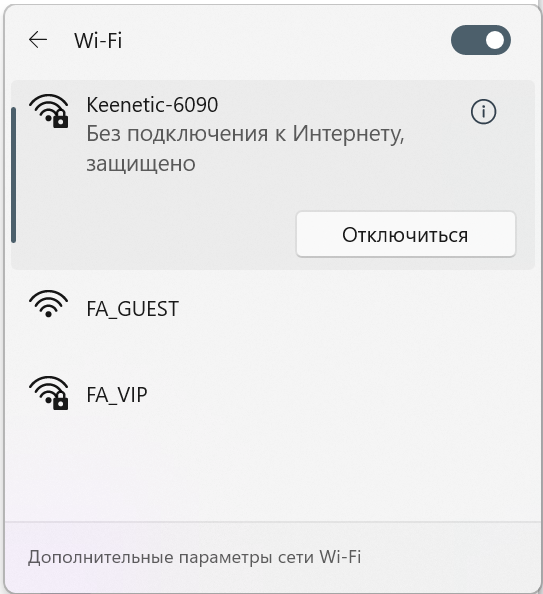 Wi-Fi
Keenetic-6090
Без подключения к Интернету,
защищено
Отключиться
FA_GUEST
FA_VIP
Дополнительные параметры сети Wi-Fi